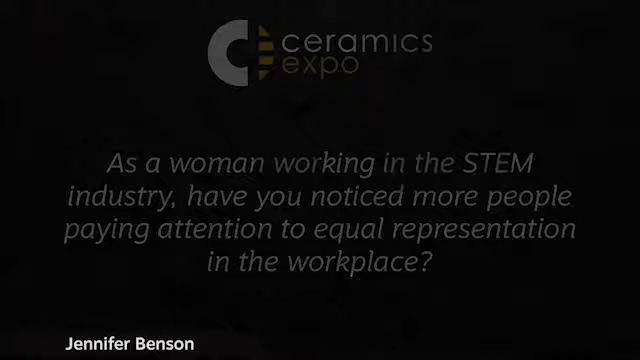 ceramics
expo
As a woman working in the STEM
industry, have you noticed more people
paying attention to equal representation
in the workplace?
Jennifer Benson